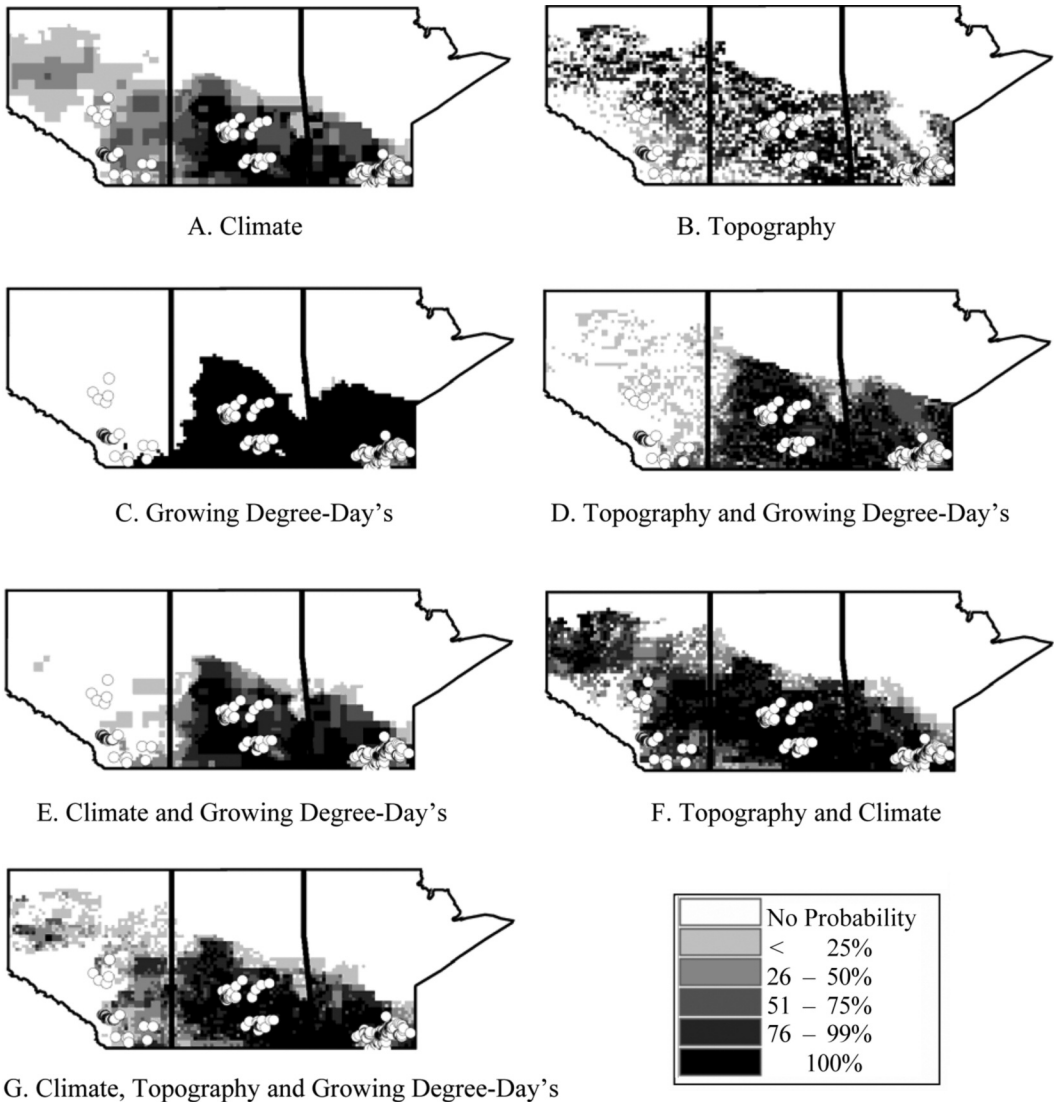 A. Climate
B. Topography
C. Growing Degree-Day's
D. Topography and Growing Degree-Day's
E. Climate and Growing Degree-Day's
F. Topography and Climate
No Probability
< 25%
26 – 50%
51 – 75%
76 – 99%
100%
G. Climate, Topography and Growing Degree-Day's